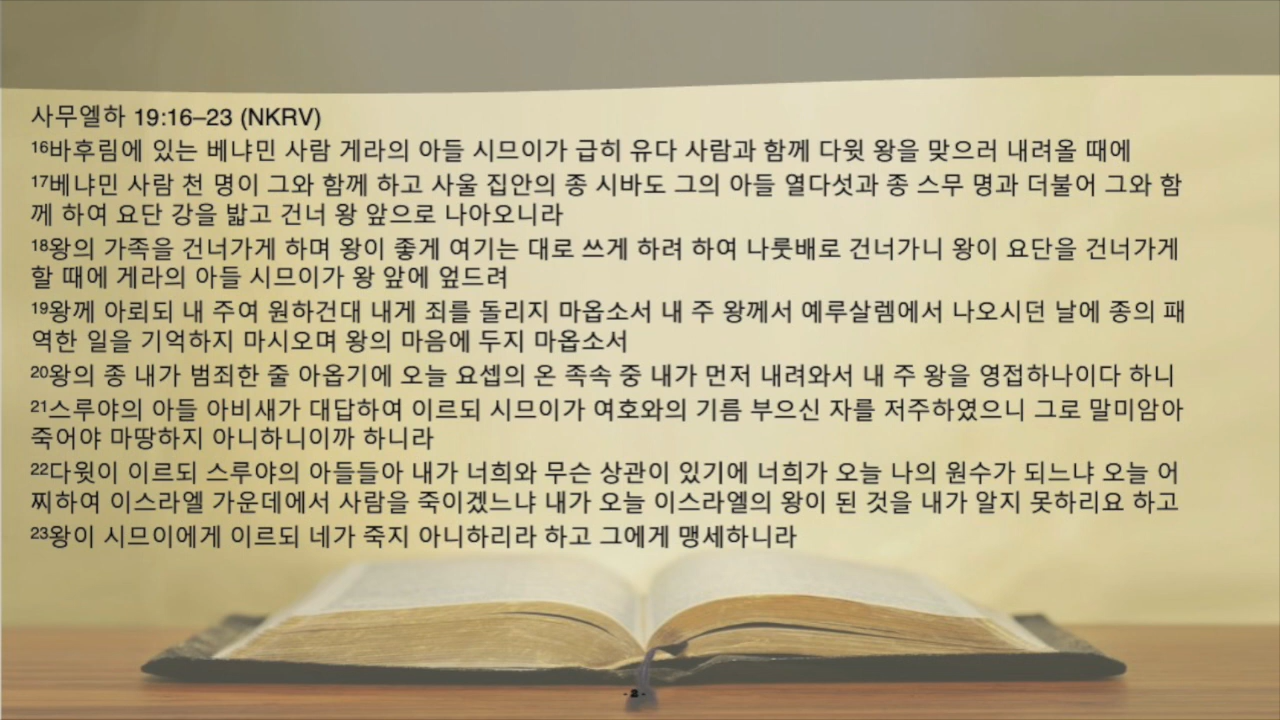 사무엘하 19:16–23 (NKRV)
¹⁶바후림에 있는 베냐민 사람 게라의 아들 시므이가 급히 유다 사람과 함께 다윗 왕을 맞으러 내려올 때에
¹⁷베냐민 사람 천 명이 그와 함께 하고 사울 집안의 종 시바도 그의 아들 열다섯과 종 스무 명과 더불어 그와 함
께 하여 요단 강을 밟고 건너 왕 앞으로 나아오니라
¹⁸왕의 가족을 건너가게 하며 왕이 좋게 여기는 대로 쓰게 하려 하여 나룻배로 건너가니 왕이 요단을 건너가게
할 때에 게라의 아들 시므이가 왕 앞에 엎드려
¹⁹왕께 아뢰되 내 주여 원하건대 내게 죄를 돌리지 마옵소서 내 주 왕께서 예루살렘에서 나오시던 날에 종의 패
역한 일을 기억하지 마시오며 왕의 마음에 두지 마옵소서
²⁰왕의 종 내가 범죄한 줄 아옵기에 오늘 요셉의 온 족속 중 내가 먼저 내려와서 내 주 왕을 영접하나이다 하니
²¹스루야의 아들 아비새가 대답하여 이르되 시므이가 여호와의 기름 부으신 자를 저주하였으니 그로 말미암아
죽어야 마땅하지 아니하니이까 하니라
²²다윗이 이르되 스루야의 아들들아 내가 너희와 무슨 상관이 있기에 너희가 오늘 나의 원수가 되느냐 오늘 어
찌하여 이스라엘 가운데에서 사람을 죽이겠느냐 내가 오늘 이스라엘의 왕이 된 것을 내가 알지 못하리요 하고
²³왕이 시므이에게 이르되 네가 죽지 아니하리라 하고 그에게 맹세하니라
- 2 -